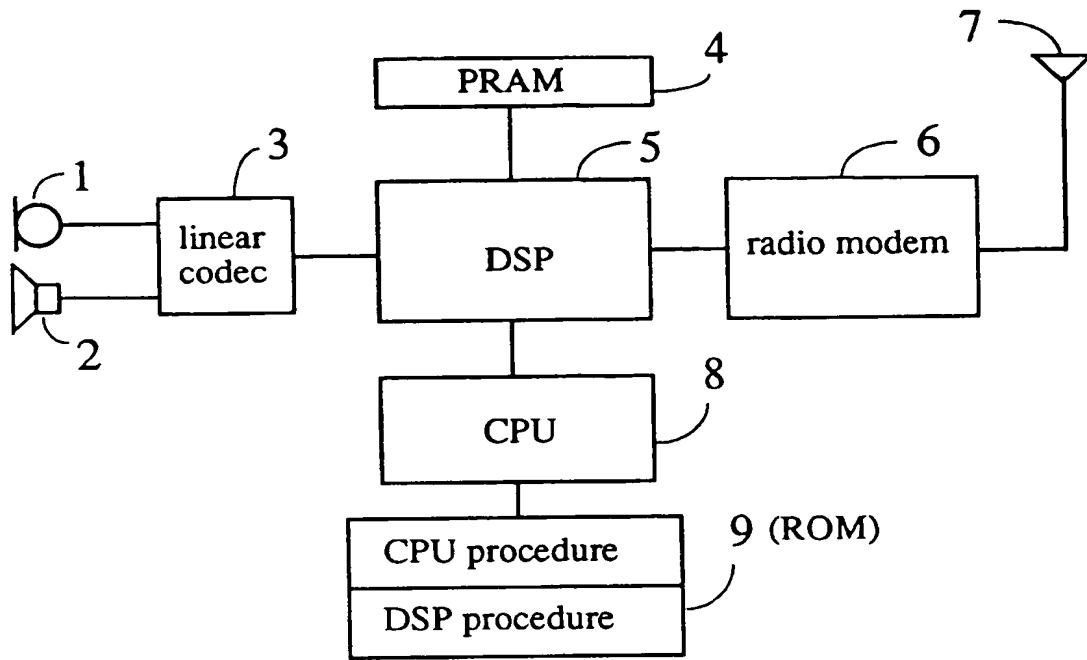 7
4
PRAM
1
3
5
6
linear
codec
DSP
radio modem
2
8
CPU
9 (ROM)
CPU procedure
DSP procedure